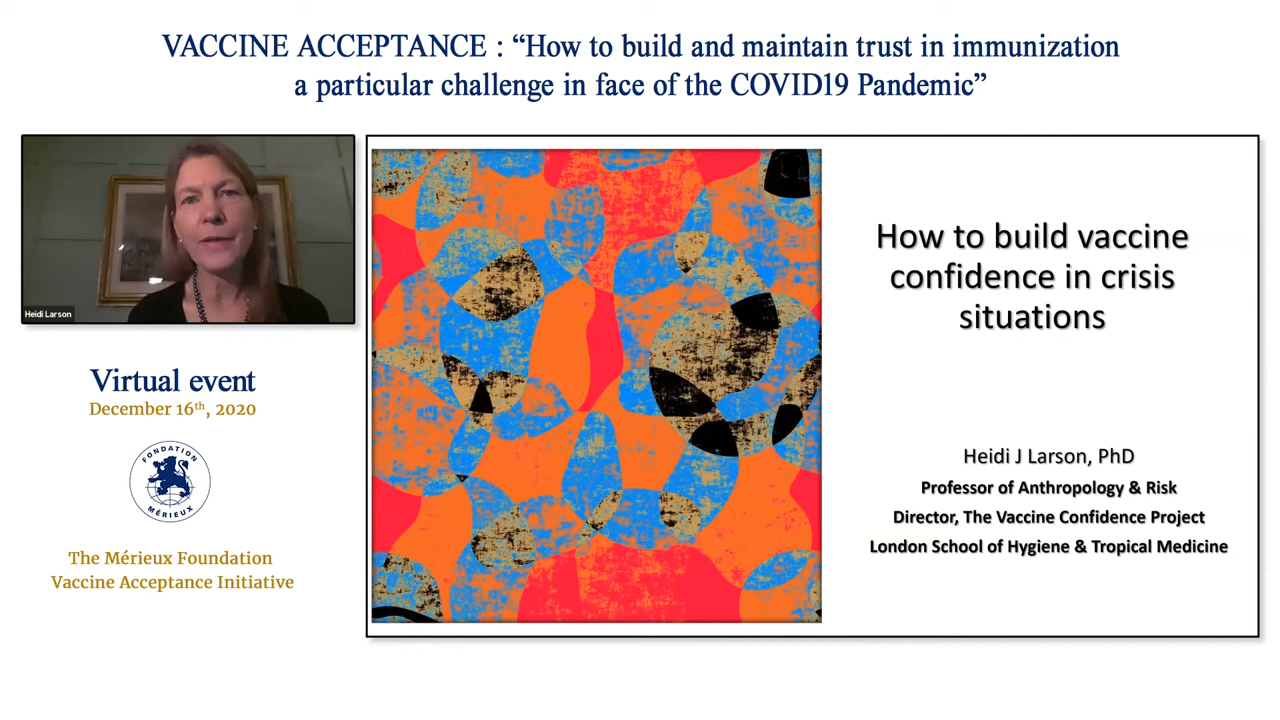 VACCINE ACCEPTANCE : “How to build and maintain trust in immunization
a particular challenge in face of the COVID19 Pandemic”
Heidi Larson
Virtual event
December 16th, 2020
FONDATION
MÉRIEUX
The Mérieux Foundation
Vaccine Acceptance Initiative
How to build vaccine
confidence in crisis
situations
Heidi J Larson, PhD
Professor of Anthropology & Risk
Director, The Vaccine Confidence Project
London School of Hygiene & Tropical Medicine